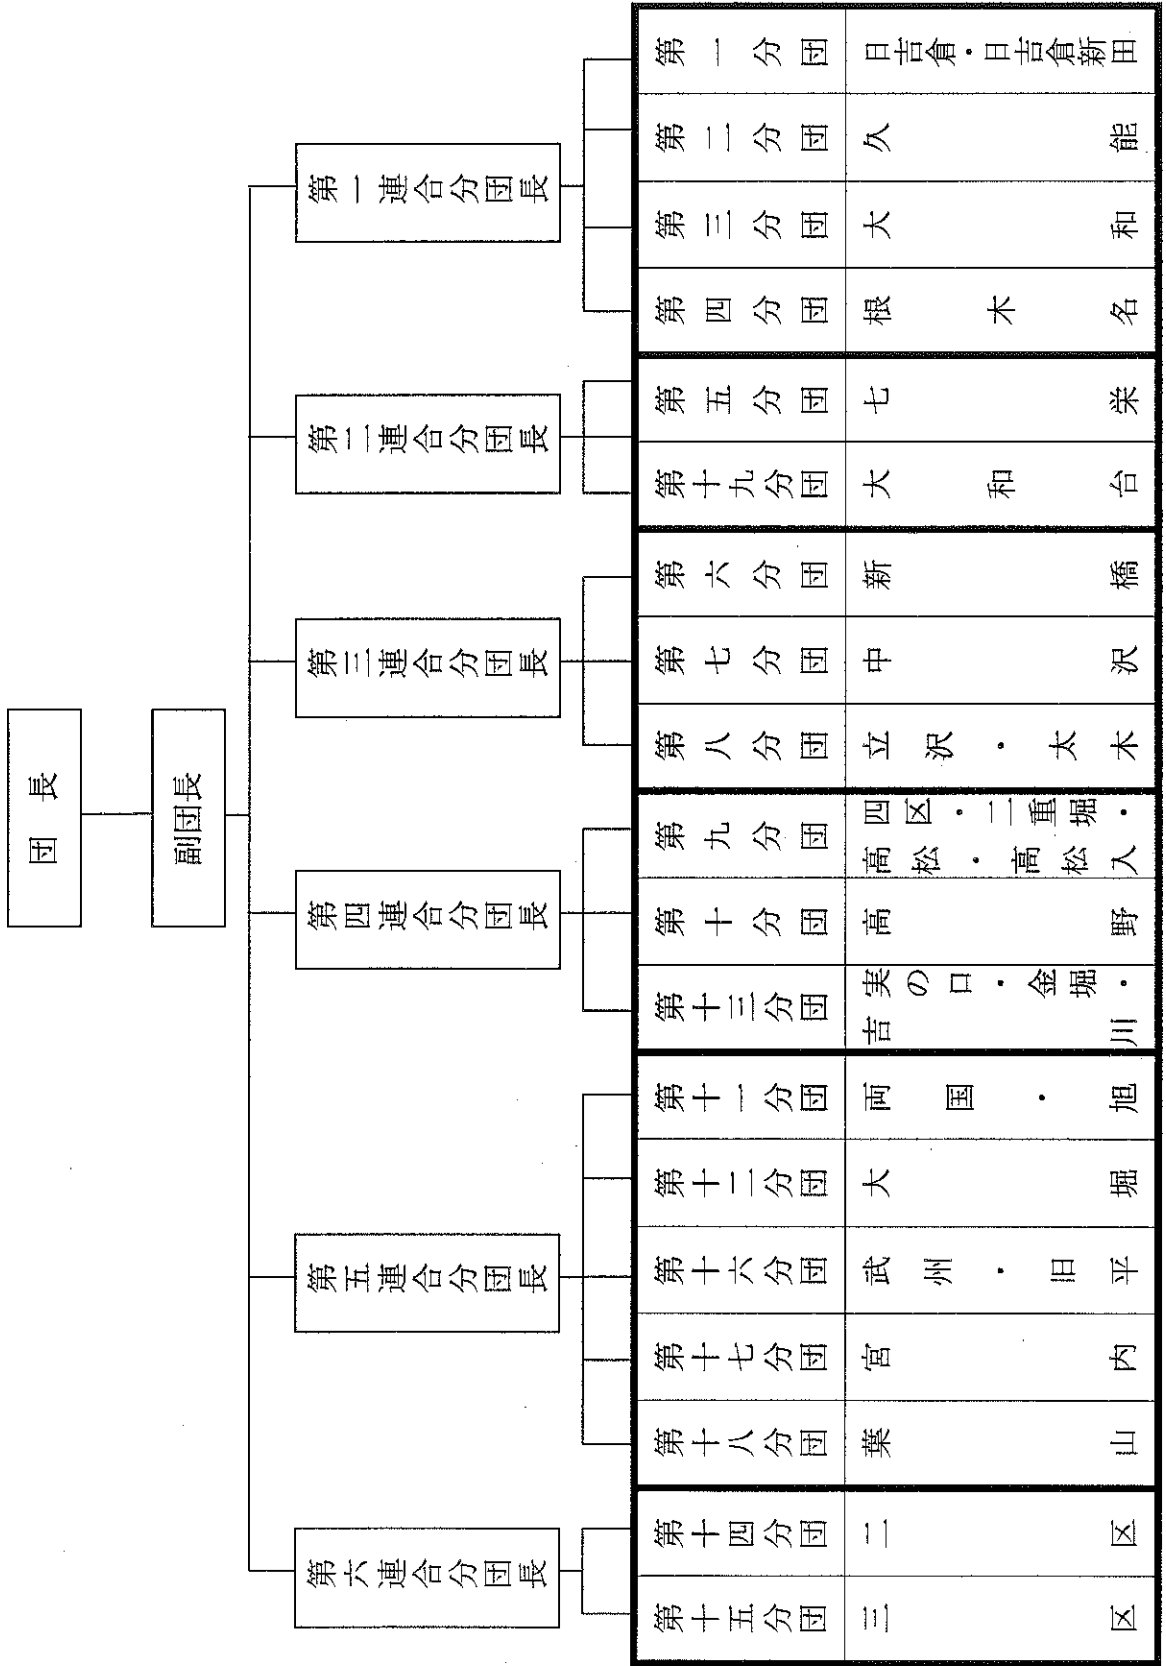 団長
副団長
第一連合分団長
第一分団 日吉倉・日吉倉新田
第二分団 久能
第三分団 大和
第四分団 根木名
第二連合分団長
第五分団 七栄
第十九分団 大和台
第三連合分団長
第六分団 新橋
第七分団 中沢
第八分団 立沢・太木
第四連合分団長
第九分団 四区・二重堀・
高松・高松入
第十分団 高野
第十三分団 実の口・金堀・
吉川
第五連合分団長
第十一分団 両国・旭
第十二分団 大堀
第十六分団 武州・旧平
第十七分団 宮内
第十八分団 葉山
第六連合分団長
第十四分団 二区
第十五分団 三区